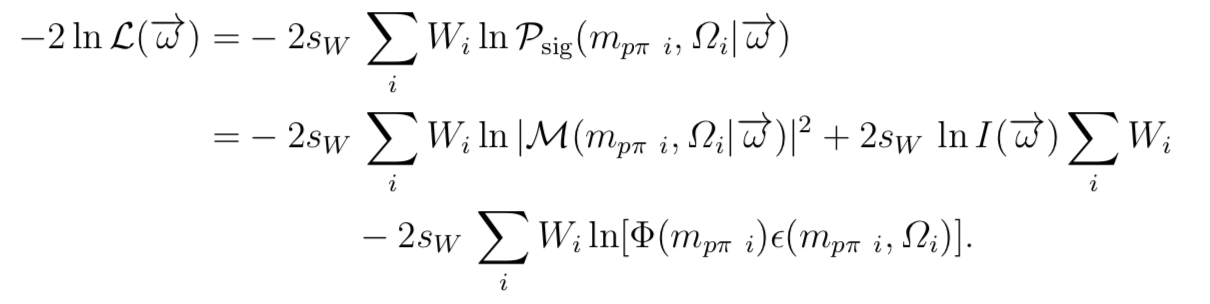 −2 ln ℒ(ω⃗) = − 2s_W ∑_i W_i ln 𝒫_sig(m_{pπ i}, Ω_i|ω⃗)
= − 2s_W ∑_i W_i ln |ℳ(m_{pπ i}, Ω_i|ω⃗)|² + 2s_W ln I(ω⃗) ∑_i W_i
− 2s_W ∑_i W_i ln[Φ(m_{pπ i})ϵ(m_{pπ i}, Ω_i)].